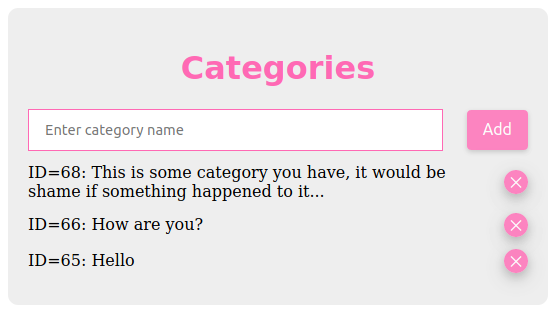 Categories
Enter category name
Add
ID=68: This is some category you have, it would be
shame if something happened to it...
ID=66: How are you?
ID=65: Hello